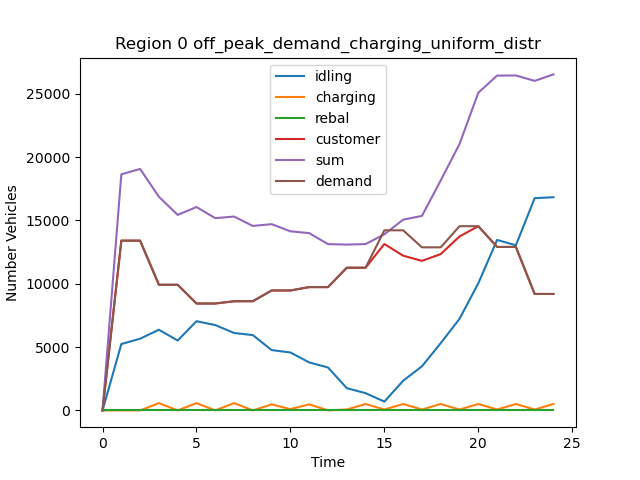 Region 0 off_peak_demand_charging_uniform_distr
idling
charging
rebal
customer
sum
demand
25000
20000
15000
10000
5000
0
Number Vehicles
0
5
10
15
20
25
Time